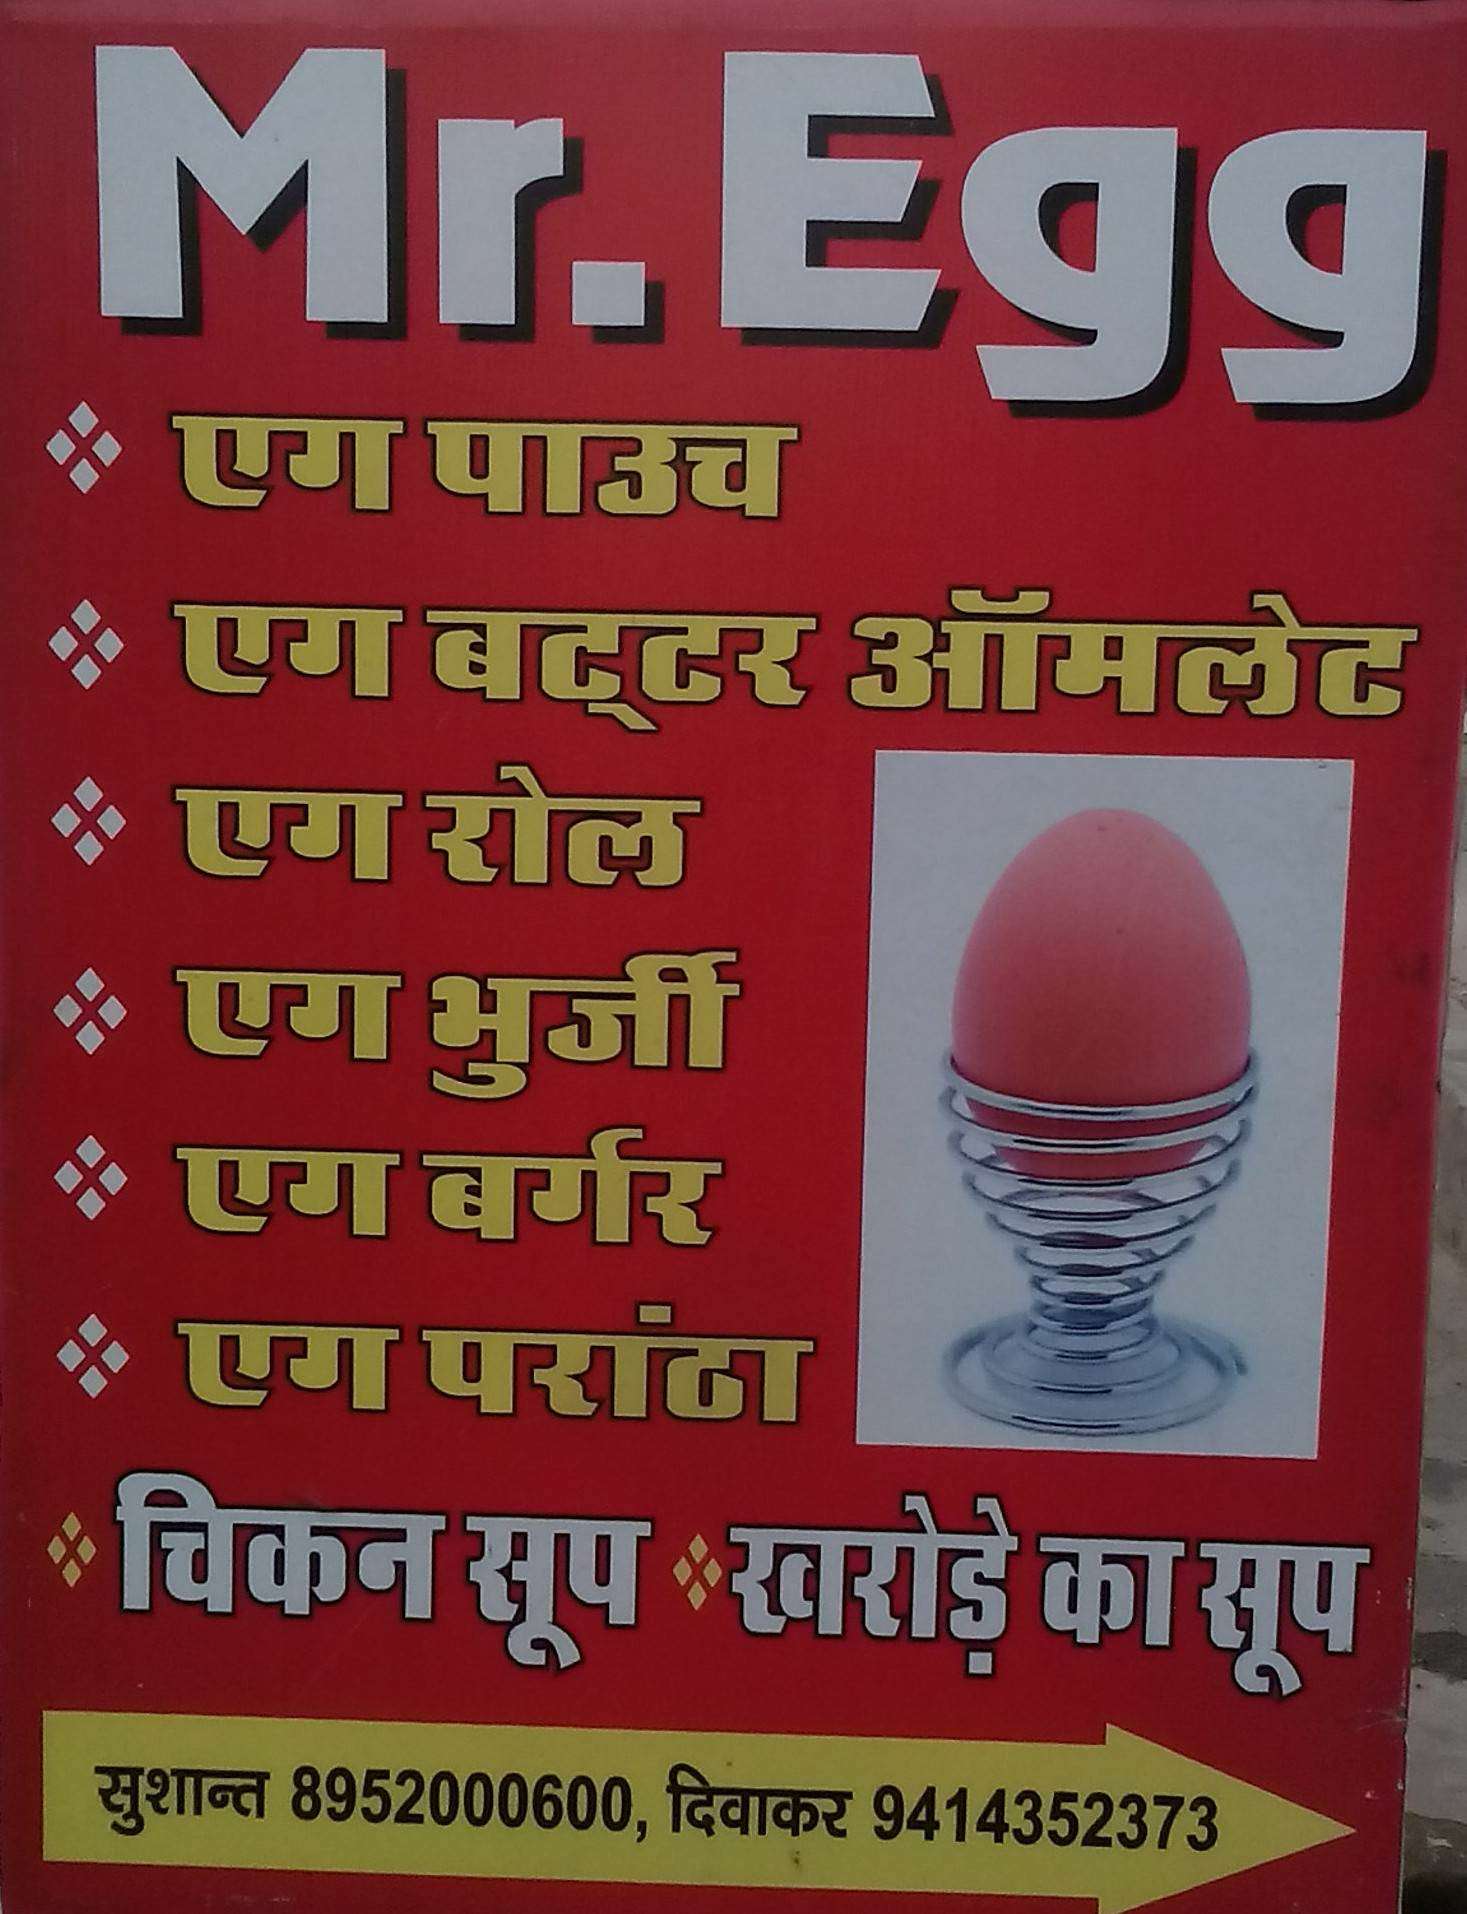 Mr. Egg
एग पाउच
एग बट्टर ऑमलेट
एग रोल
एग भुर्जी
एग बर्गर
एग परांठा
चिकन सूप खरोड़े का सूप
सुशान्त 8952000600, दिवाकर 9414352373